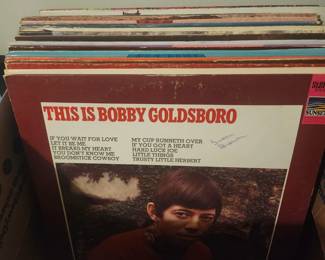 THIS IS BOBBY GOLDSBORO
IF YOU WAIT FOR LOVE
LET IT BE ME
IT BREAKS MY HEART
YOU DON'T KNOW ME
BROOMSTICK COWBOY
MY CUP RUNNETH OVER
IF YOU GOT A HEART
HARD LUCK JOE
LITTLE THINGS
TRUSTY LITTLE HERBERT
SUNSET